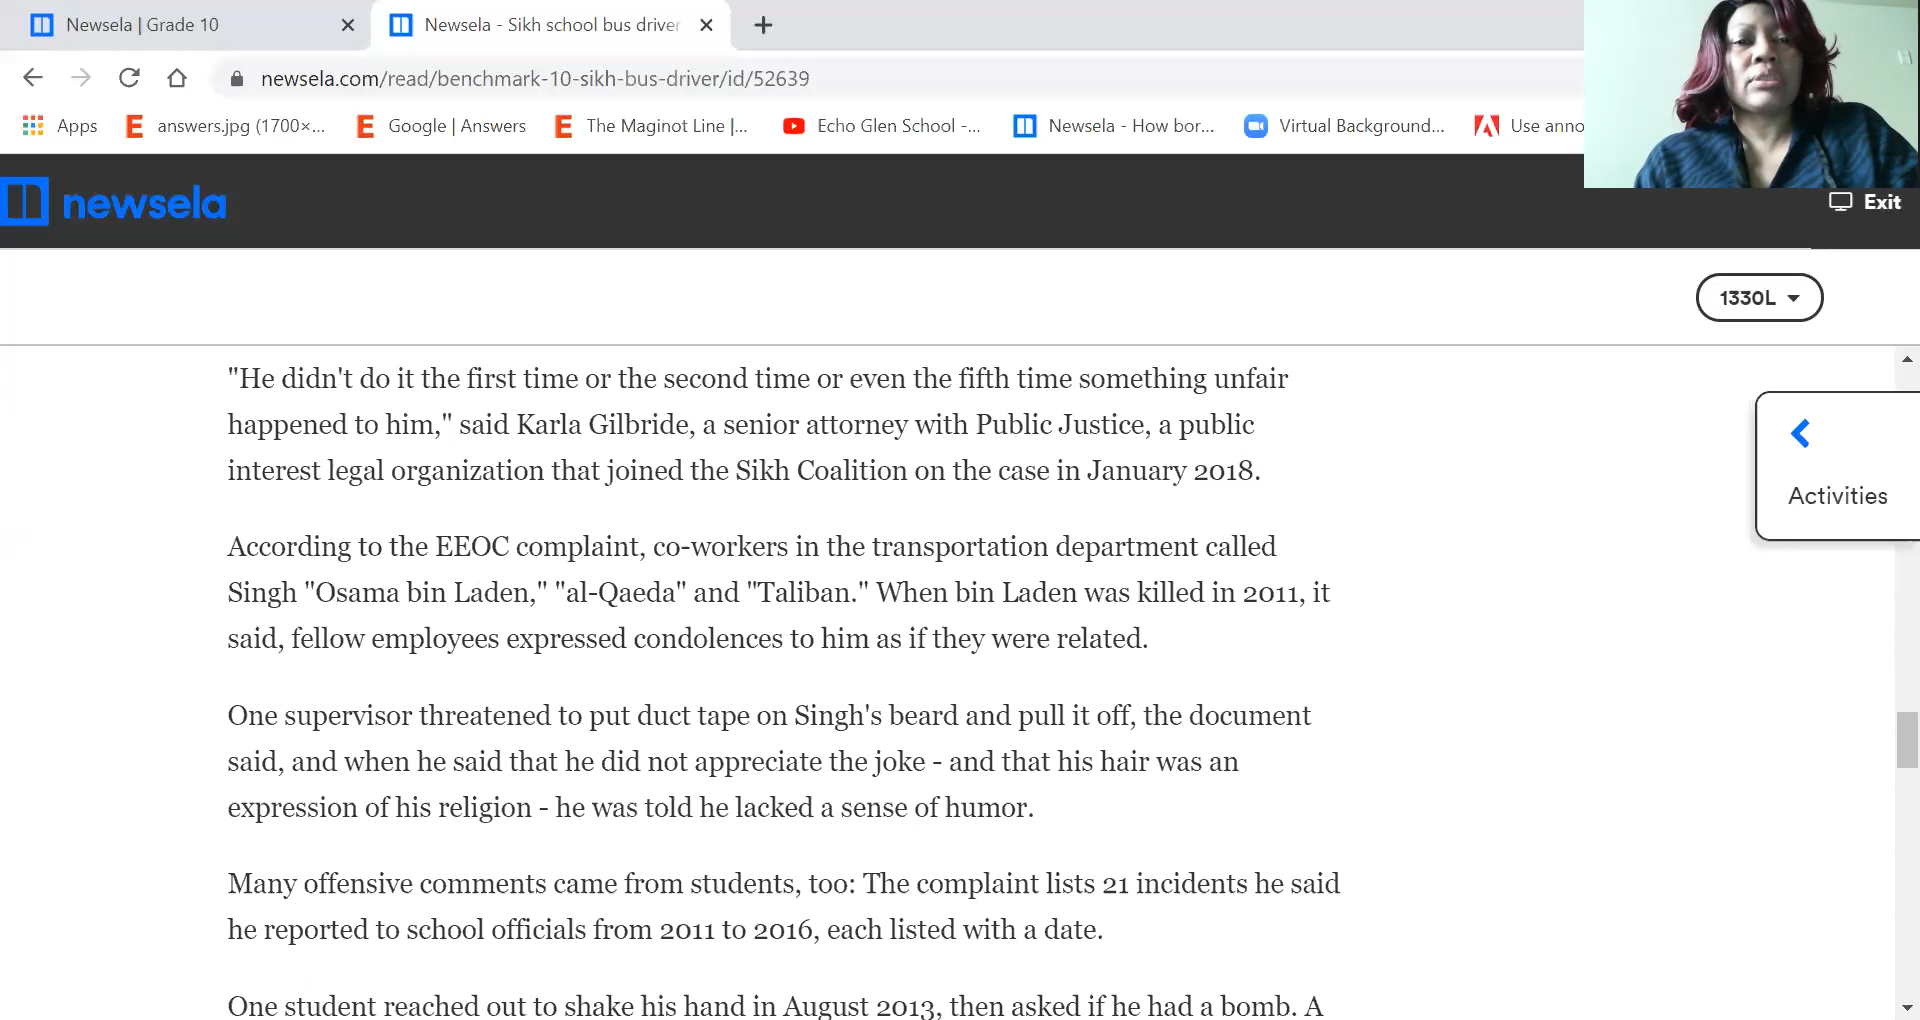 Newsela | Grade 10
Newsela - Sikh school bus driver
newsela.com/read/benchmark-10-sikh-bus-driver/id/52639
Apps
answers.jpg (1700×...
Google | Answers
The Maginot Line |...
Echo Glen School -...
Newsela - How bor...
Virtual Background...
Use anno
newsela
Exit
1330L
"He didn't do it the first time or the second time or even the fifth time something unfair
happened to him," said Karla Gilbride, a senior attorney with Public Justice, a public
interest legal organization that joined the Sikh Coalition on the case in January 2018.
Activities
According to the EEOC complaint, co-workers in the transportation department called
Singh "Osama bin Laden," "al-Qaeda" and "Taliban." When bin Laden was killed in 2011, it
said, fellow employees expressed condolences to him as if they were related.
One supervisor threatened to put duct tape on Singh's beard and pull it off, the document
said, and when he said that he did not appreciate the joke - and that his hair was an
expression of his religion - he was told he lacked a sense of humor.
Many offensive comments came from students, too: The complaint lists 21 incidents he said
he reported to school officials from 2011 to 2016, each listed with a date.
One student reached out to shake his hand in August 2013, then asked if he had a bomb. A